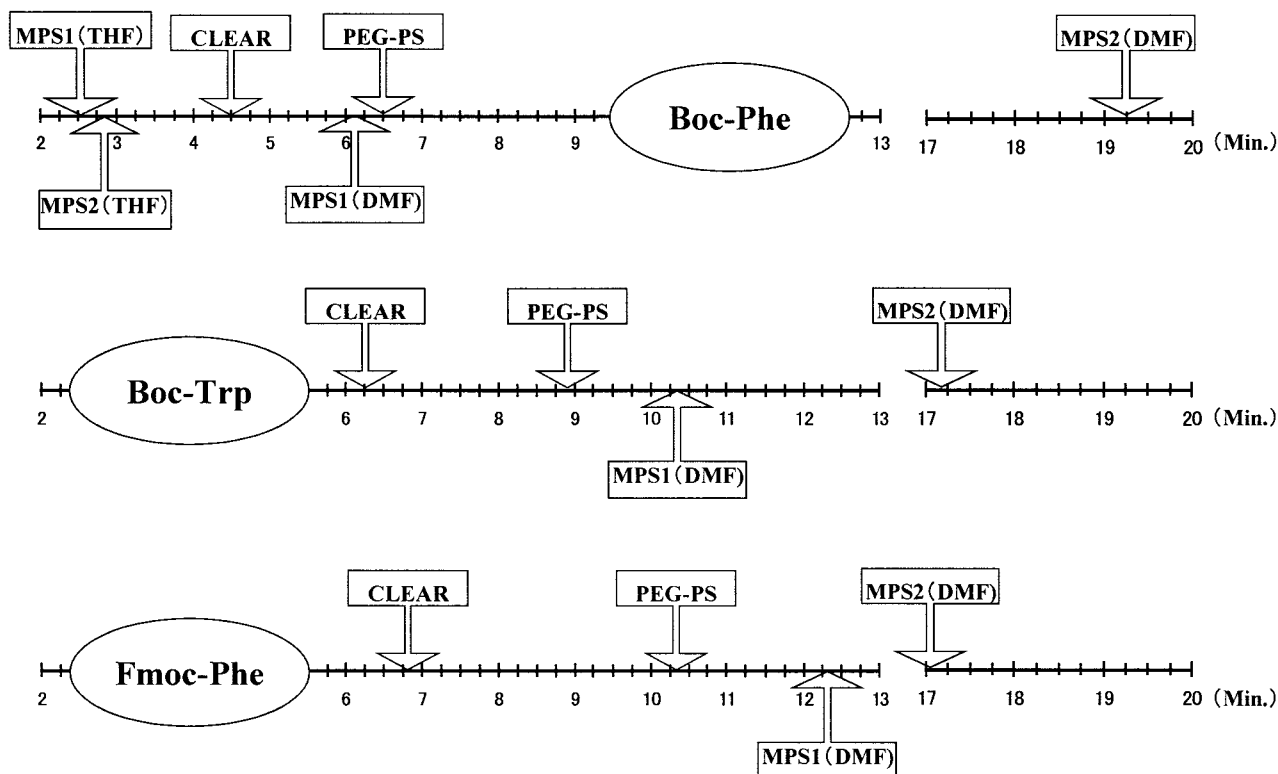 MPS1(THF) CLEAR PEG-PS MPS2(DMF)
Boc-Phe
2 3 4 5 6 7 8 9 13 17 18 19 20 (Min.)
MPS2(THF) MPS1(DMF)
CLEAR PEG-PS MPS2(DMF)
Boc-Trp
2 6 7 8 9 10 11 12 13 17 18 19 20 (Min.)
MPS1(DMF)
CLEAR PEG-PS MPS2(DMF)
Fmoc-Phe
2 6 7 8 9 10 11 12 13 17 18 19 20 (Min.)
MPS1(DMF)